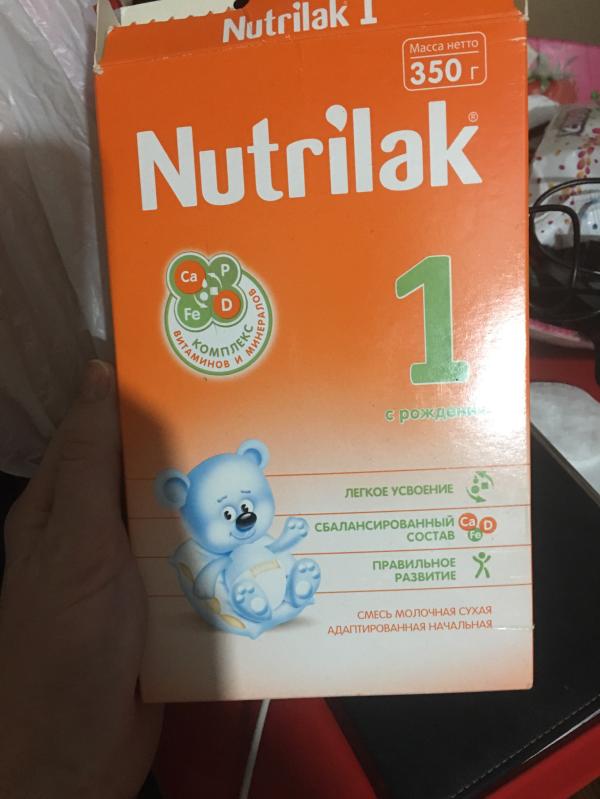 Nutrilak 1
Масса нетто
350 г
Nutrilak®
Ca P
Fe D
КОМПЛЕКС
ВИТАМИНОВ И МИНЕРАЛОВ
1
с рождения
ЛЕГКОЕ УСВОЕНИЕ
СБАЛАНСИРОВАННЫЙ
СОСТАВ
Ca D
Fe
ПРАВИЛЬНОЕ
РАЗВИТИЕ
СМЕСЬ МОЛОЧНАЯ СУХАЯ
АДАПТИРОВАННАЯ НАЧАЛЬНАЯ